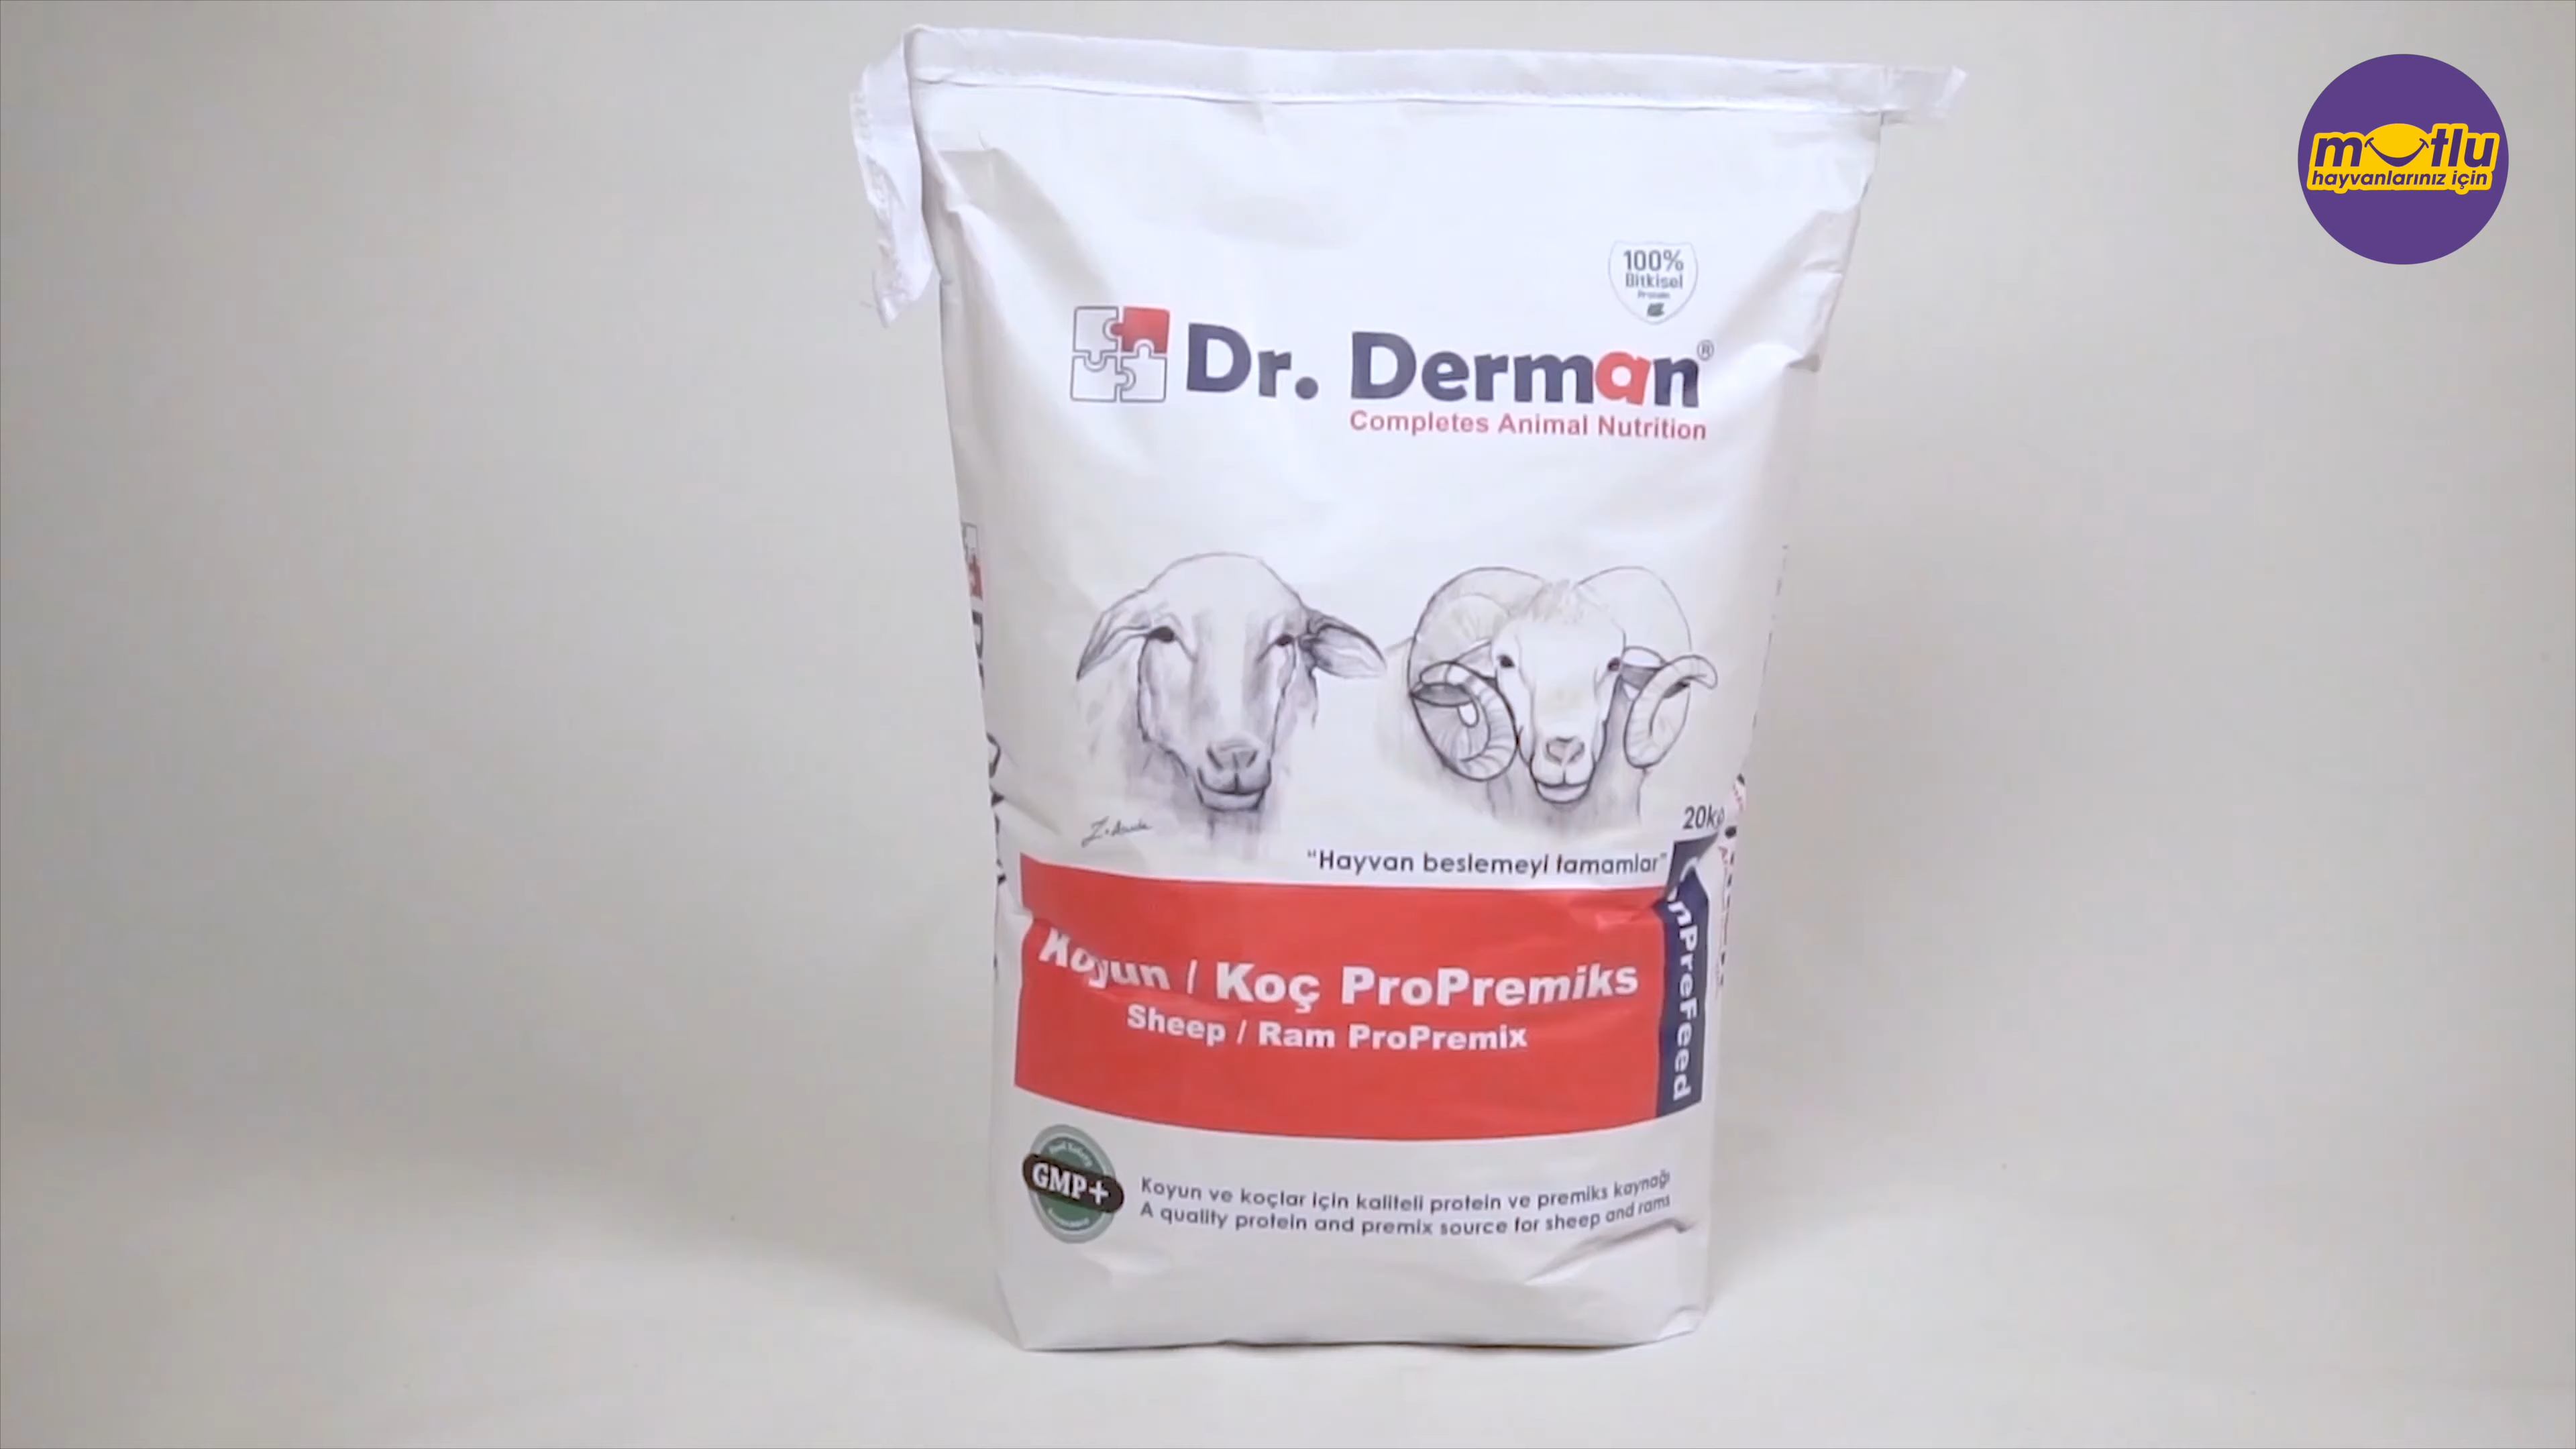 mutlu
hayvanlarınız için
100%
Bitkisel
Protein
Dr. Derman®
Completes Animal Nutrition
20kg
"Hayvan beslemeyi tamamlar"
Koyun / Koç ProPremiks
Sheep / Ram ProPremix
PreFeed
GMP+
Koyun ve koçlar için kaliteli protein ve premiks kaynağı
A quality protein and premix source for sheep and rams